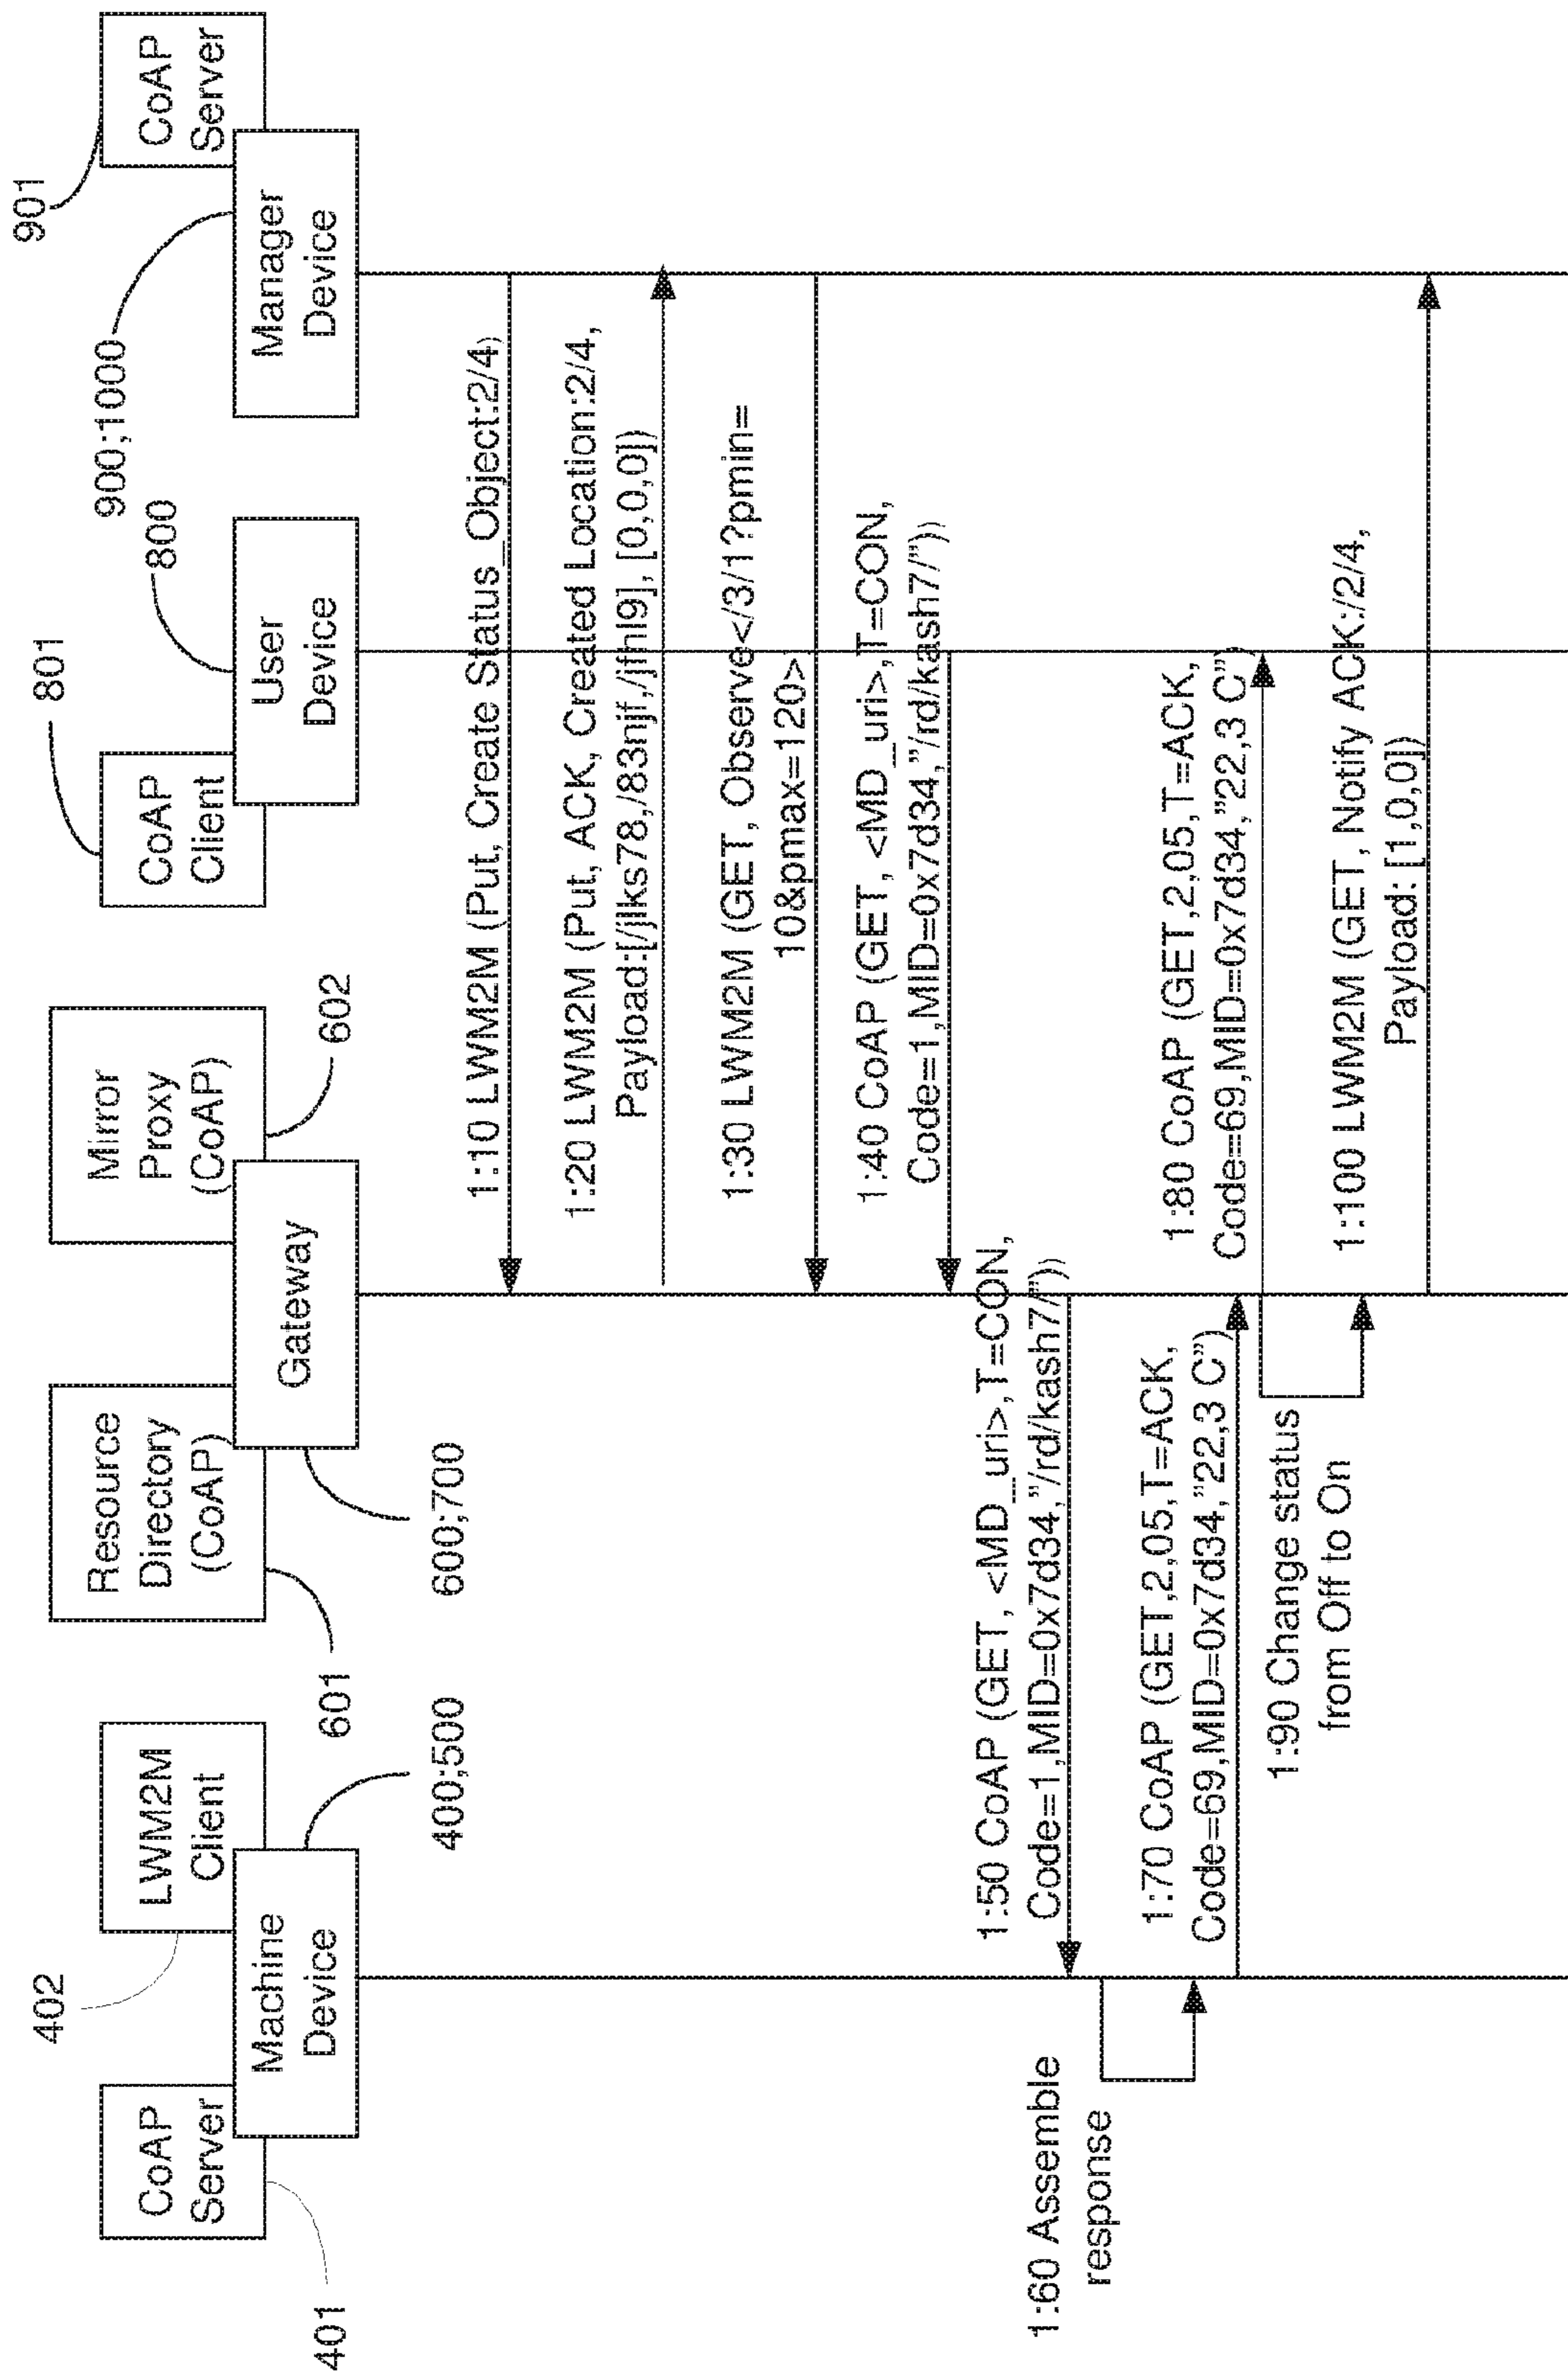 401
CoAP
Server
Machine
Device
402
LWM2M
Client
400;500
601
Resource
Directory
(CoAP)
Gateway
600;700
Mirror
Proxy
(CoAP)
602
801
CoAP
Client
User
Device
800
900;1000
Manager
Device
901
CoAP
Server
1:10 LWM2M (Put, Create Status_Object:2/4)
1:20 LWM2M (Put, ACK, Created Location:2/4,
Payload:[/jlks78,/83njf,/jfhl9], [0,0,0])
1:30 LWM2M (GET, Observe</3/1?pmin=
10&pmax=120>
1:40 CoAP (GET, <MD_uri>,T=CON,
Code=1,MID=0x7d34,"/rd/kash7/"))
1:50 CoAP (GET, <MD_uri>,T=CON,
Code=1,MID=0x7d34,"/rd/kash7/"))
1:60 Assemble
response
1:70 CoAP (GET,2,05,T=ACK,
Code=69,MID=0x7d34,"22,3 C")
1:80 CoAP (GET,2,05,T=ACK,
Code=69,MID=0x7d34,"22,3 C")
1:90 Change status
from Off to On
1:100 LWM2M (GET, Notify ACK:/2/4,
Payload: [1,0,0])